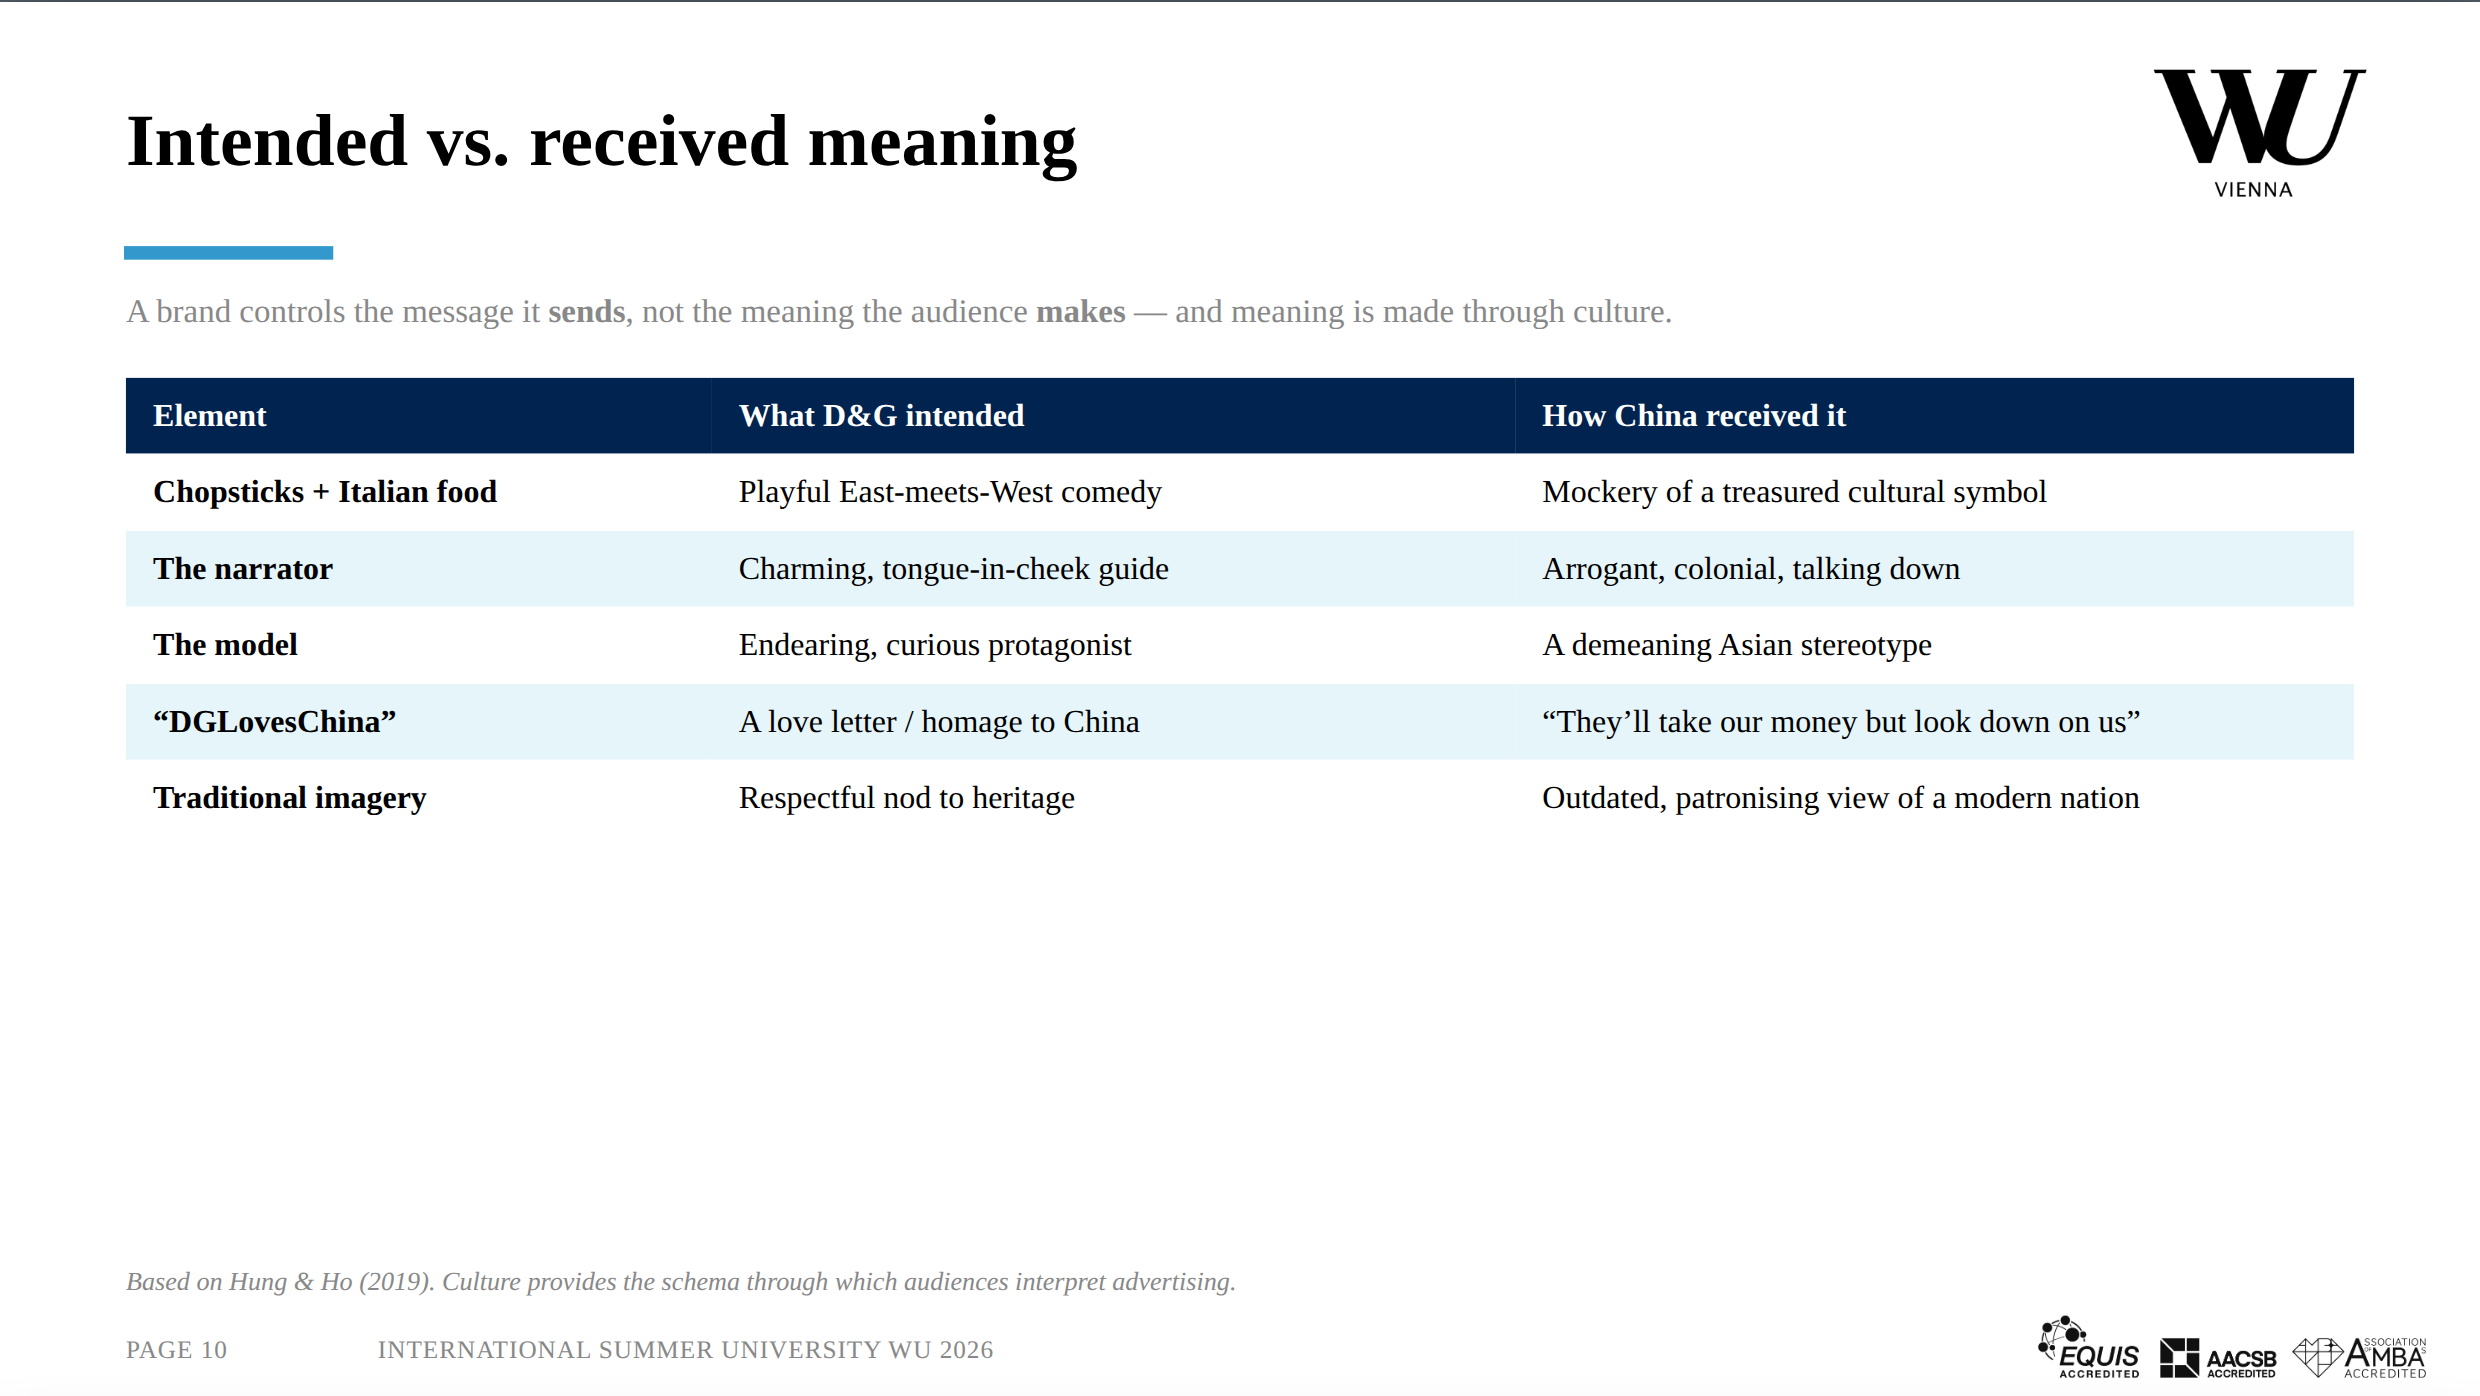 Intended vs. received meaning
WU
VIENNA
A brand controls the message it sends, not the meaning the audience makes — and meaning is made through culture.
Element What D&G intended How China received it
Chopsticks + Italian food Playful East-meets-West comedy Mockery of a treasured cultural symbol
The narrator Charming, tongue-in-cheek guide Arrogant, colonial, talking down
The model Endearing, curious protagonist A demeaning Asian stereotype
“DGLovesChina” A love letter / homage to China “They’ll take our money but look down on us”
Traditional imagery Respectful nod to heritage Outdated, patronising view of a modern nation
Based on Hung & Ho (2019). Culture provides the schema through which audiences interpret advertising.
PAGE 10 INTERNATIONAL SUMMER UNIVERSITY WU 2026
EQUIS
ACCREDITED
AACSB
ACCREDITED
ASSOCIATION
OF AMBAS
ACCREDITED